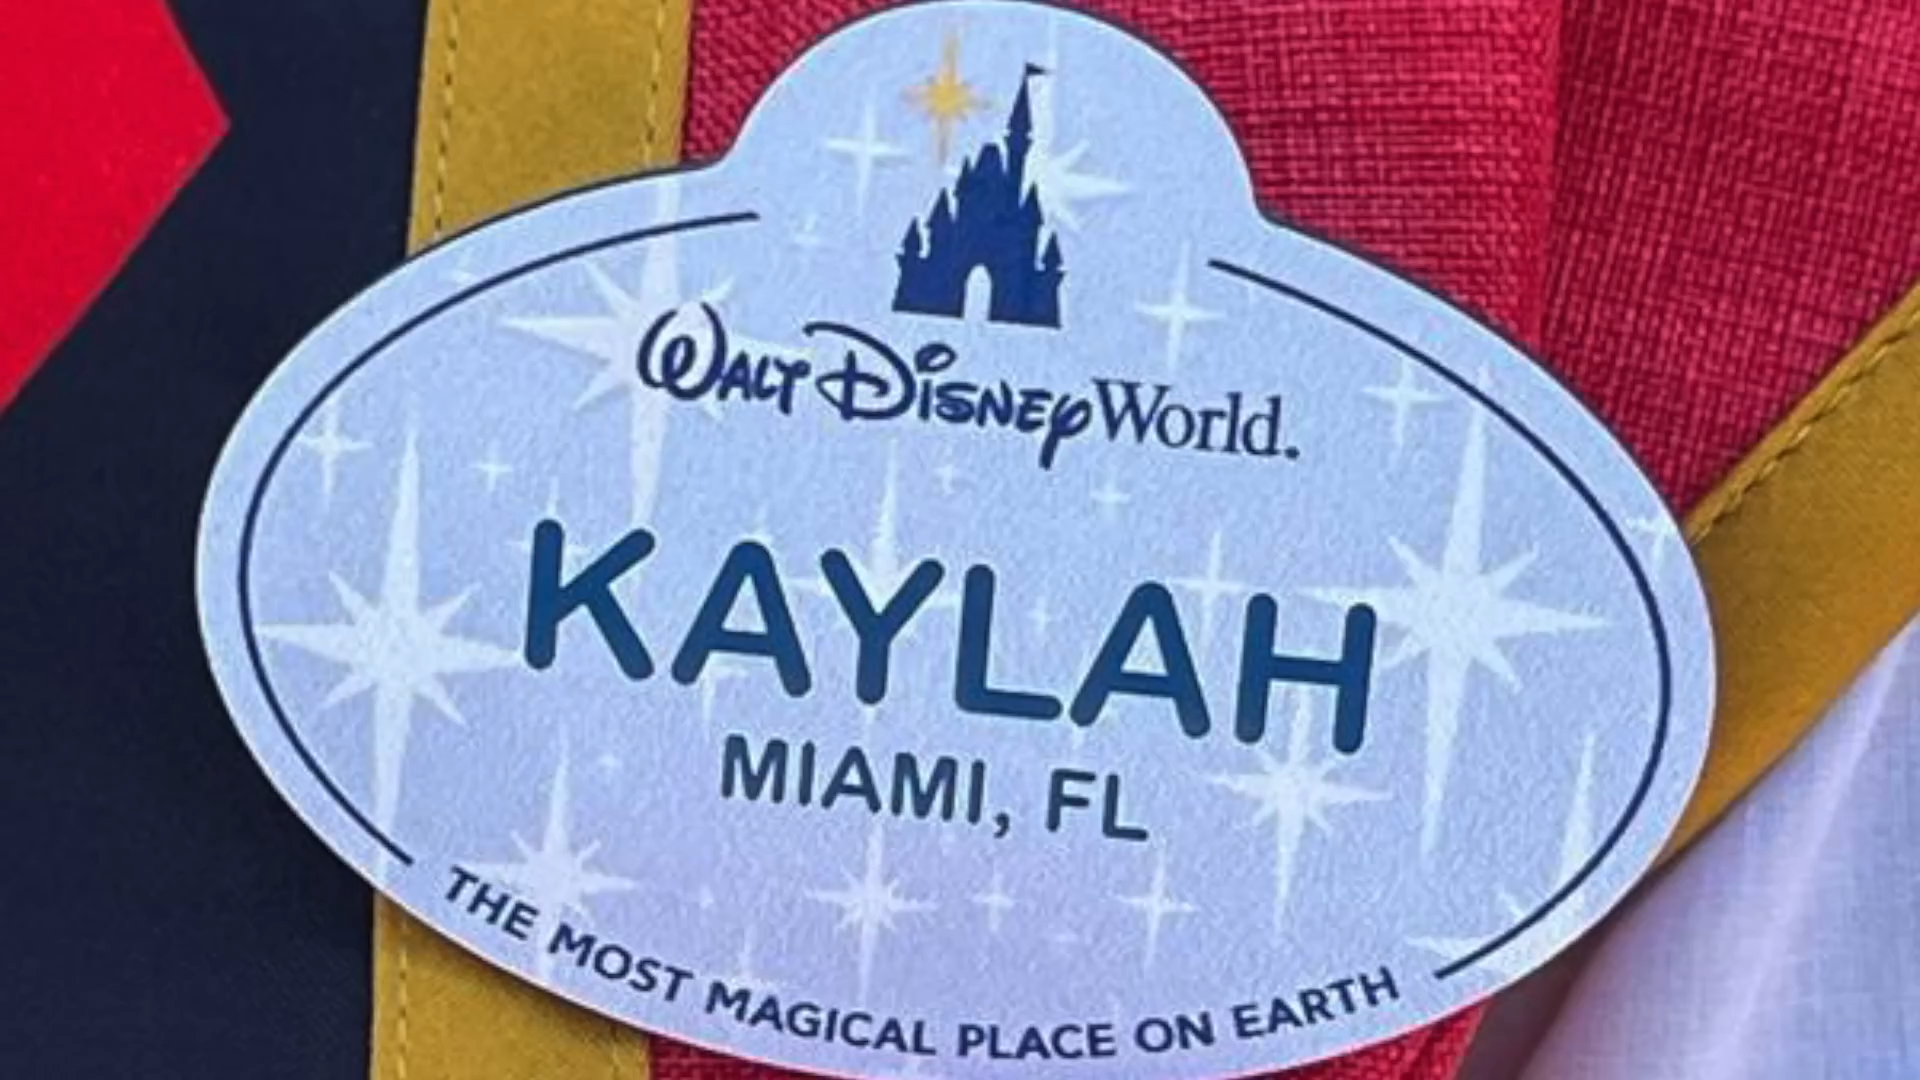 WALT DISNEY World.
KAYLAH
MIAMI, FL
THE MOST MAGICAL PLACE ON EARTH